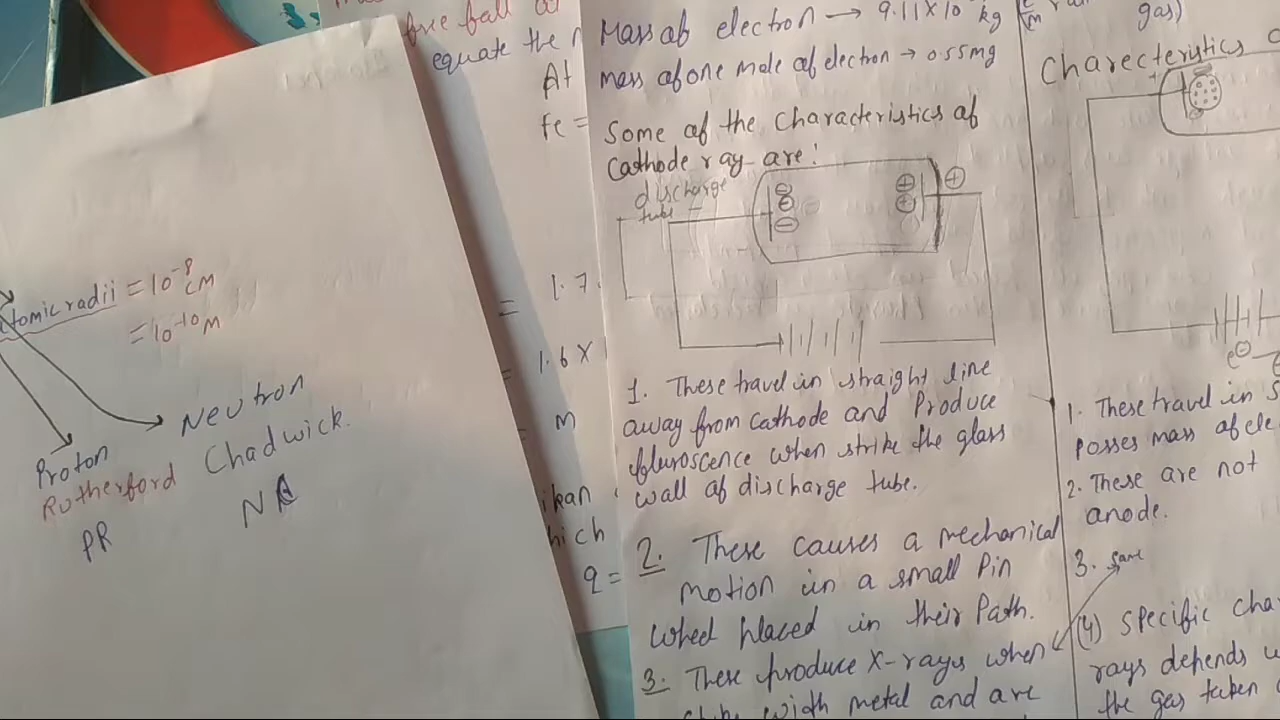 free fall
equate the
At
fe =
= 1.7
= 1.6 X
= m
ikan
hich
q =
atomic radii = 10⁻⁸ cm
= 10⁻¹⁰ M
Neutron
Chadwick.
Proton
Rutherford
PR
Mass of electron → 9.11 X 10 kg
mass of one mole of electron → 0.55mg
Some of the Characteristics of
Cathode ray are:
discharge
tube
1. These travel in straight line
away from Cathode and Produce
fluroscence when strike the glass
wall of discharge tube.
2. These causes a mechanical
motion in a small Pin
wheel placed in their Path.
3. These produce X-rays when
with metal and are
gas)
Charecteristics
1. These travel in
Posses mass of ele
2. These are not
anode.
3. same
(4) Specific cha
rays depends u
the gas taken